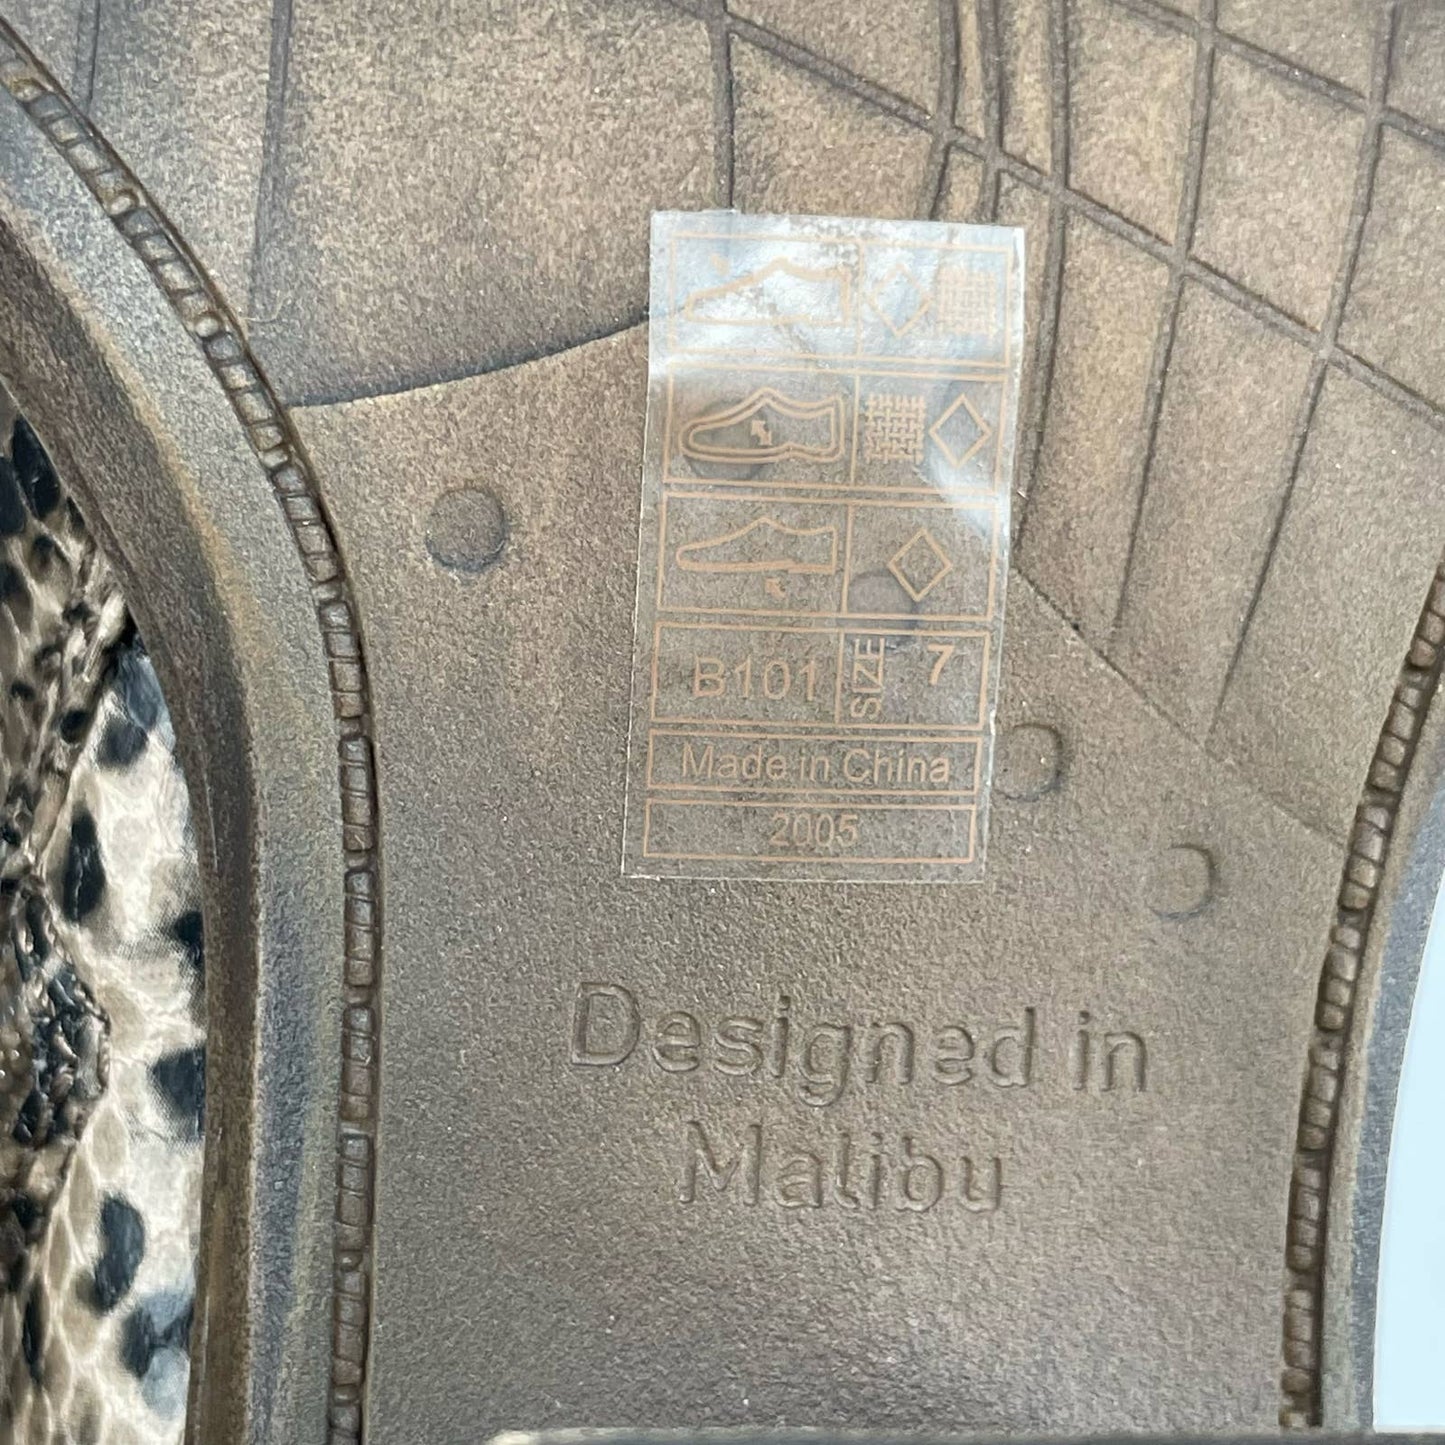 B101 SIZE 7
Made in China
2005
Designed in
Malibu